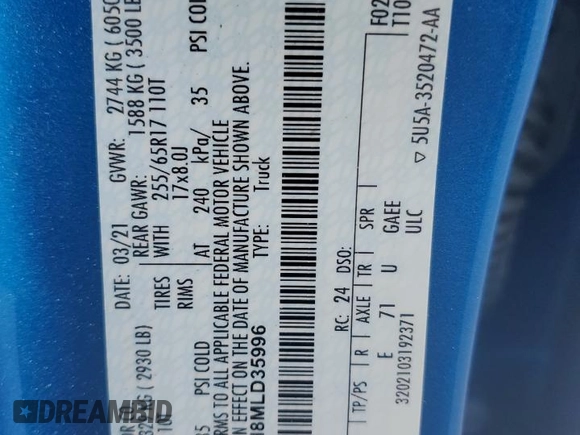 DATE: 03/21 GVWR: 2744 KG ( 6050
REAR GAWR: 1588 KG ( 3500 LB
( 2930 LB) TIRES WITH 255/65R17 110T
RIMS 17x8.0J
PSI COLD AT 240 kPa/ 35 PSI COLD
RMS TO ALL APPLICABLE FEDERAL MOTOR VEHICLE
N EFFECT ON THE DATE OF MANUFACTURE SHOWN ABOVE.
8MLD35996 TYPE: Truck
RC: 24 DSO:
TP/PS R AXLE TR SPR
E 71 U GAEE
ULC
3202103192371
5U5A-3520472-AA
F02
T10
DREAMBID